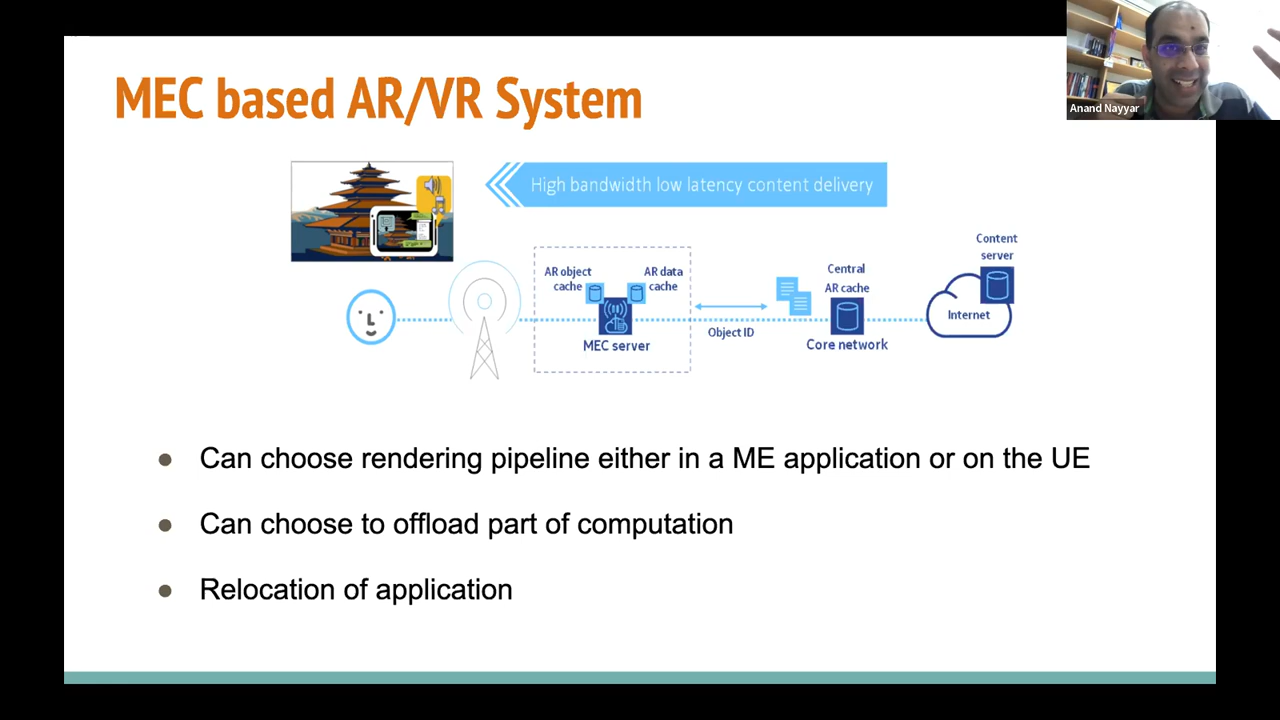 MEC based AR/VR System
Anand Nayyar
High bandwidth low latency content delivery
AR object
cache
AR data
cache
MEC server
Object ID
Central
AR cache
Core network
Content
server
Internet
● Can choose rendering pipeline either in a ME application or on the UE
● Can choose to offload part of computation
● Relocation of application